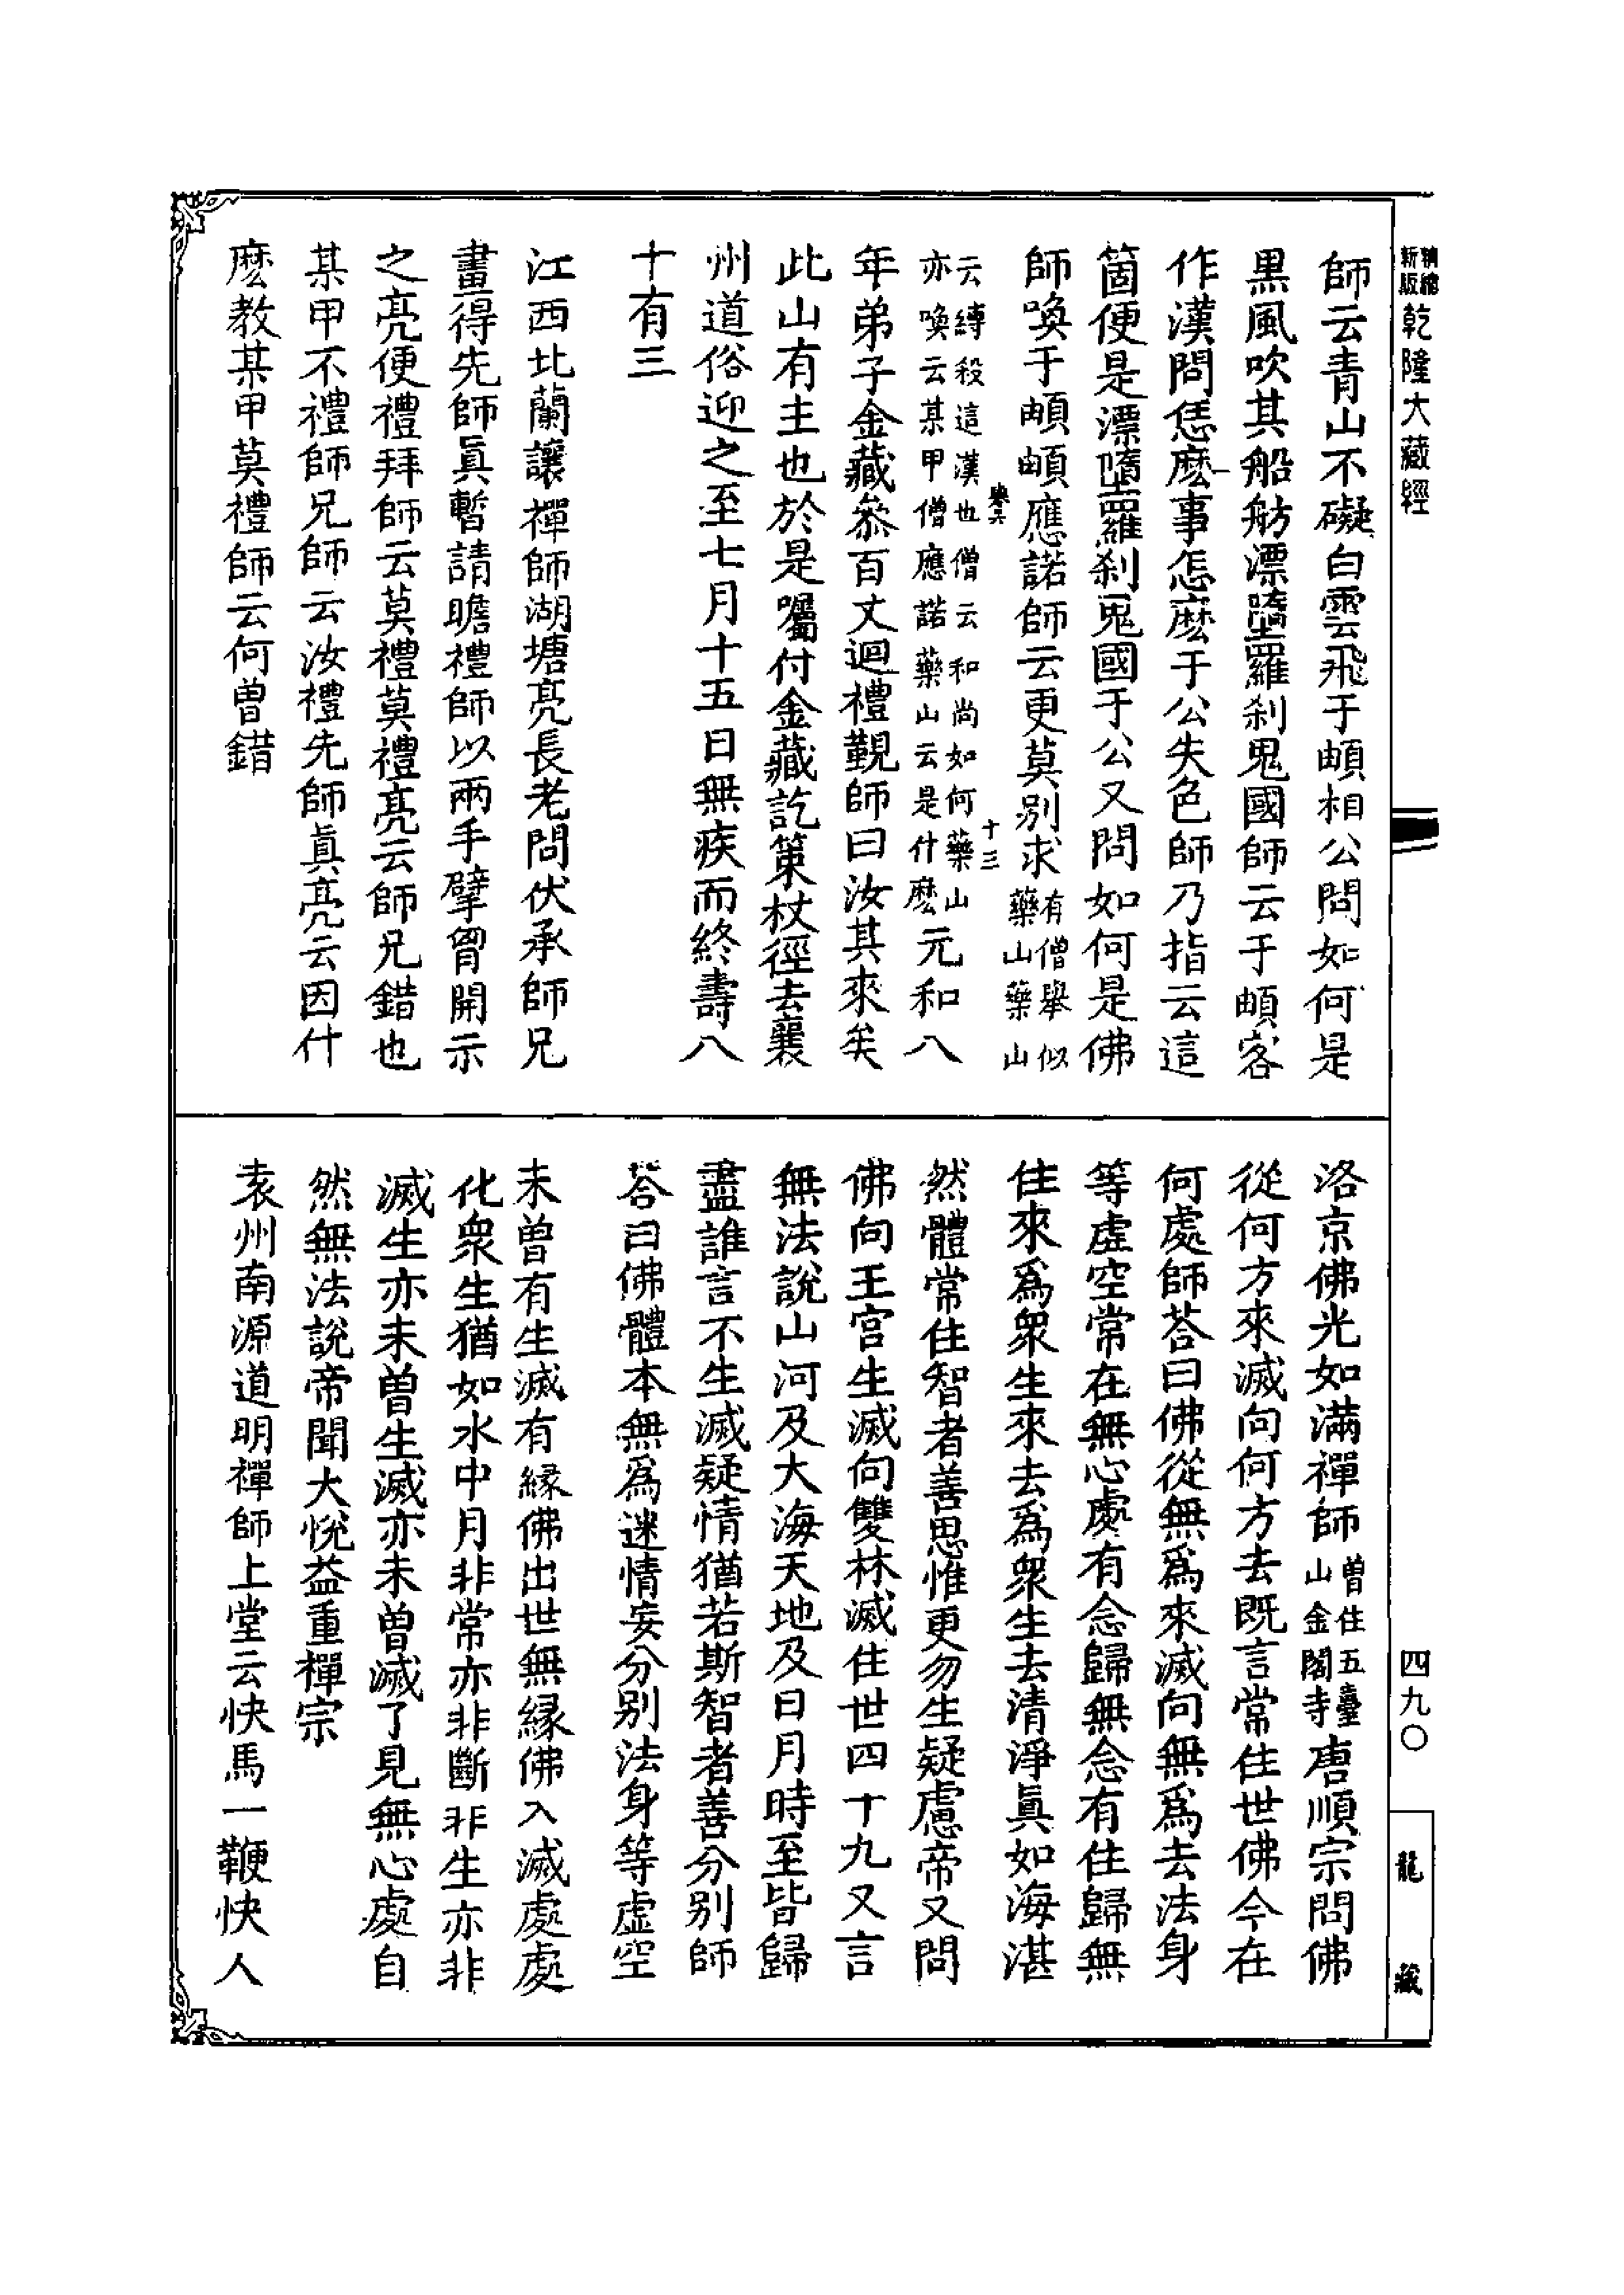 精縮新版 乾隆大藏經
師云青山不礙白雲飛于頔相公問如何是
黑風吹其船舫漂墮羅刹鬼國師云于頔客
作漢問恁麽事怎麽于公失色師乃指云這
箇便是漂墮羅刹鬼國于公又問如何是佛
師喚于頔頔應諾師云更莫別求有僧舉似
藥山藥山
云縛殺這漢也僧云和尚如何藥山
亦喚云某甲僧應諾藥山云是什麽元和八
年弟子金藏叅百丈迴禮覲師曰汝其來矣
此山有主也於是囑付金藏訖策杖徑去襄
州道俗迎之至七月十五日無疾而終壽八
十有三
江西北蘭讓禪師湖塘亮長老問伏承師兄
畫得先師眞暫請瞻禮師以兩手擘胷開示
之亮便禮拜師云莫禮莫禮亮云師兄錯也
某甲不禮師兄師云汝禮先師眞亮云因什
麽教某甲莫禮師云何曾錯
十三
洛京佛光如滿禪師曾住五臺
山金閣寺唐順宗問佛
從何方來滅向何方去旣言常住世佛今在
何處師荅曰佛從無爲來滅向無爲去法身
等虛空常在無心處有念歸無念有住歸無
住來爲衆生來去爲衆生去清淨眞如海湛
然體常住智者善思惟更勿生疑慮帝又問
佛向王宮生滅向雙林滅住世四十九又言
無法說山河及大海天地及日月時至皆歸
盡誰言不生滅疑情猶若斯智者善分別師
荅曰佛體本無爲迷情妄分別法身等虛空
未曾有生滅有緣佛出世無緣佛入滅處處
化衆生猶如水中月非常亦非斷非生亦非
滅生亦未曾生滅亦未曾滅了見無心處自
然無法說帝聞大悅益重禪宗
袁州南源道明禪師上堂云快馬一鞭快人
四九〇
龍藏